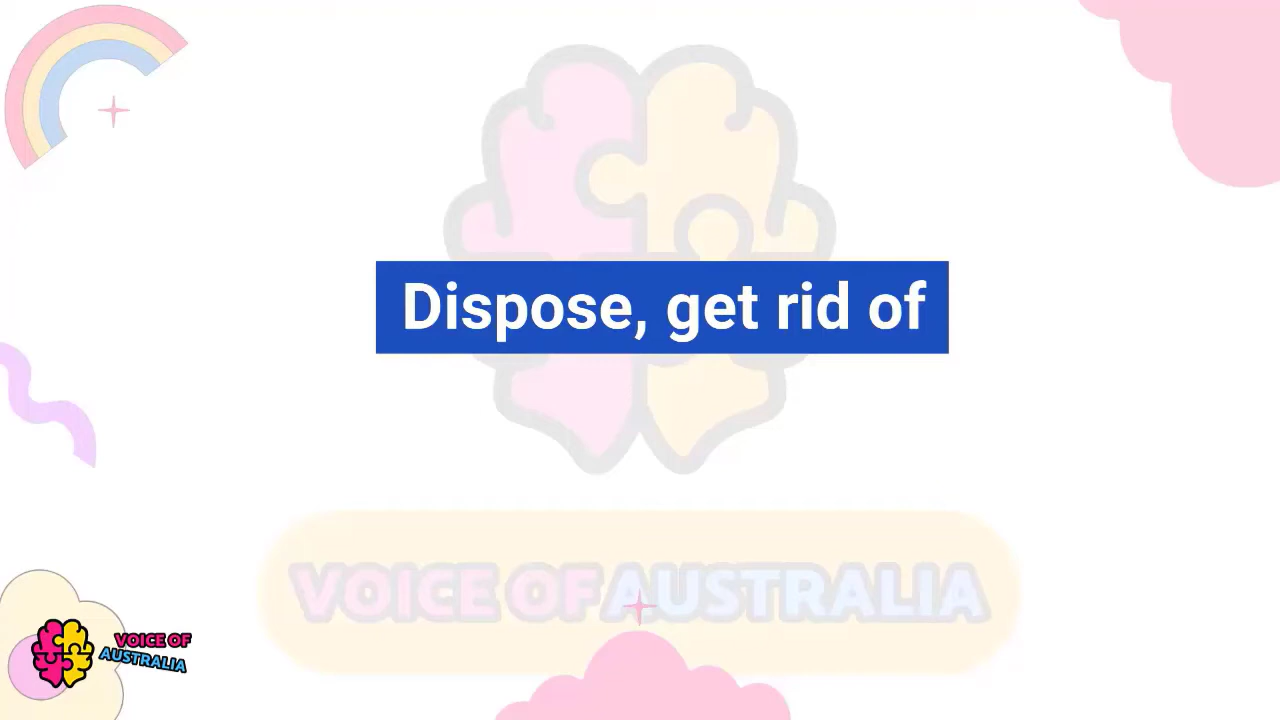 Dispose, get rid of
VOICE OF AUSTRALIA
VOICE OF
AUSTRALIA